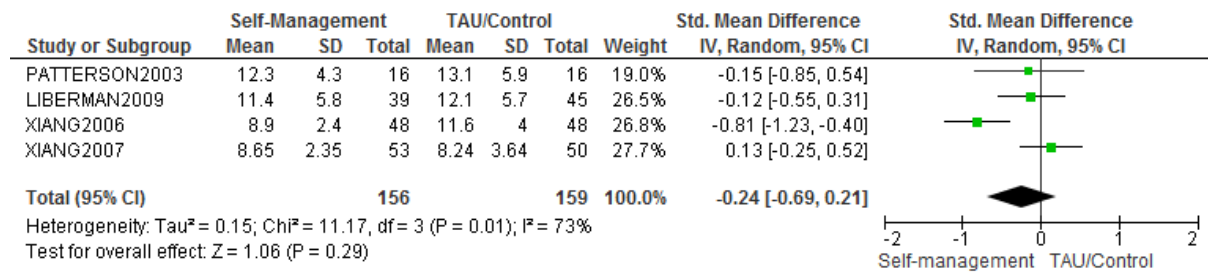 Self-Management TAU/Control Std. Mean Difference Std. Mean Difference
Study or Subgroup Mean SD Total Mean SD Total Weight IV, Random, 95% CI IV, Random, 95% CI
PATTERSON2003 12.3 4.3 16 13.1 5.9 16 19.0% -0.15 [-0.85, 0.54]
LIBERMAN2009 11.4 5.8 39 12.1 5.7 45 26.5% -0.12 [-0.55, 0.31]
XIANG2006 8.9 2.4 48 11.6 4 48 26.8% -0.81 [-1.23, -0.40]
XIANG2007 8.65 2.35 53 8.24 3.64 50 27.7% 0.13 [-0.25, 0.52]
Total (95% CI) 156 159 100.0% -0.24 [-0.69, 0.21]
Heterogeneity: Tau² = 0.15; Chi² = 11.17, df = 3 (P = 0.01); I² = 73%
Test for overall effect: Z = 1.06 (P = 0.29)
-2 -1 0 1 2
Self-management TAU/Control